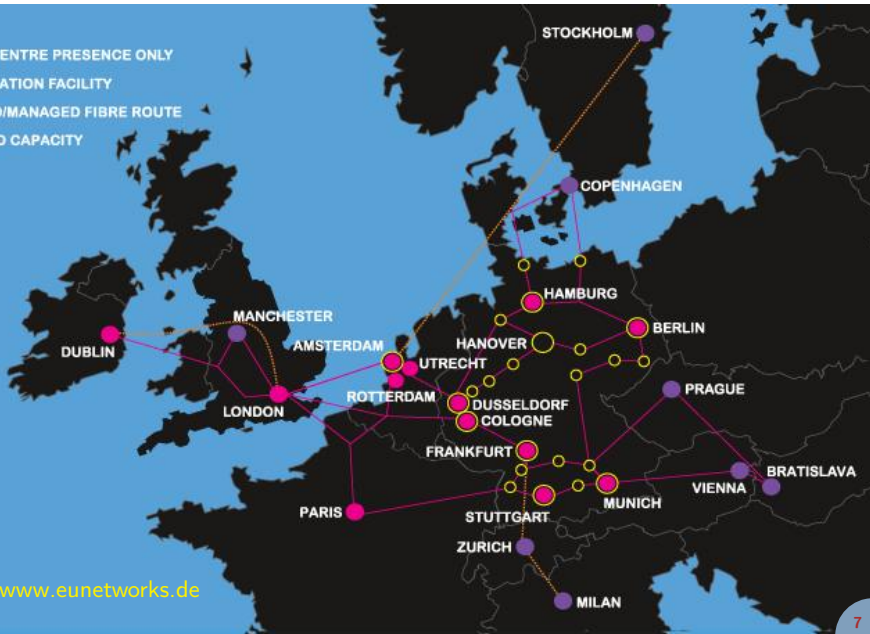 STOCKHOLM
ENTRE PRESENCE ONLY
ATION FACILITY
/MANAGED FIBRE ROUTE
CAPACITY
COPENHAGEN
HAMBURG
MANCHESTER
BERLIN
HANOVER
AMSTERDAM
DUBLIN
UTRECHT
PRAGUE
ROTTERDAM
DUSSELDORF
LONDON
COLOGNE
FRANKFURT
BRATISLAVA
VIENNA
MUNICH
PARIS
STUTTGART
ZURICH
www.eunetworks.de
MILAN
7